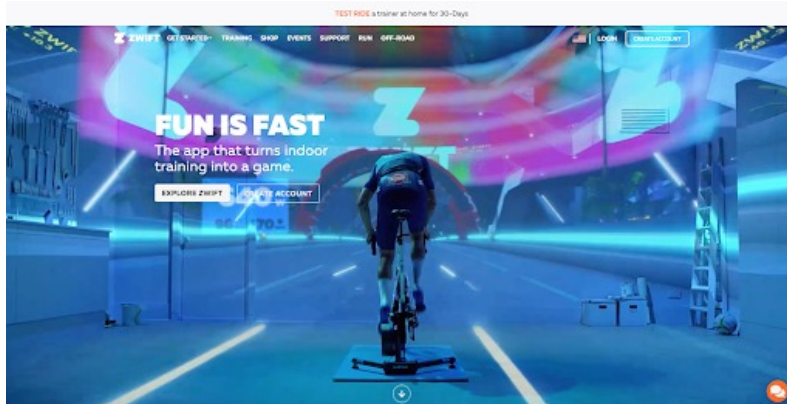 TEST RIDE a trainer at home for 30-Days
ZWIFT GET STARTED TRAINING SHOP EVENTS SUPPORT RUN OFF-ROAD LOGIN CREATE ACCOUNT
ZWIFT
FUN IS FAST
The app that turns indoor
training into a game.
EXPLORE ZWIFT CREATE ACCOUNT